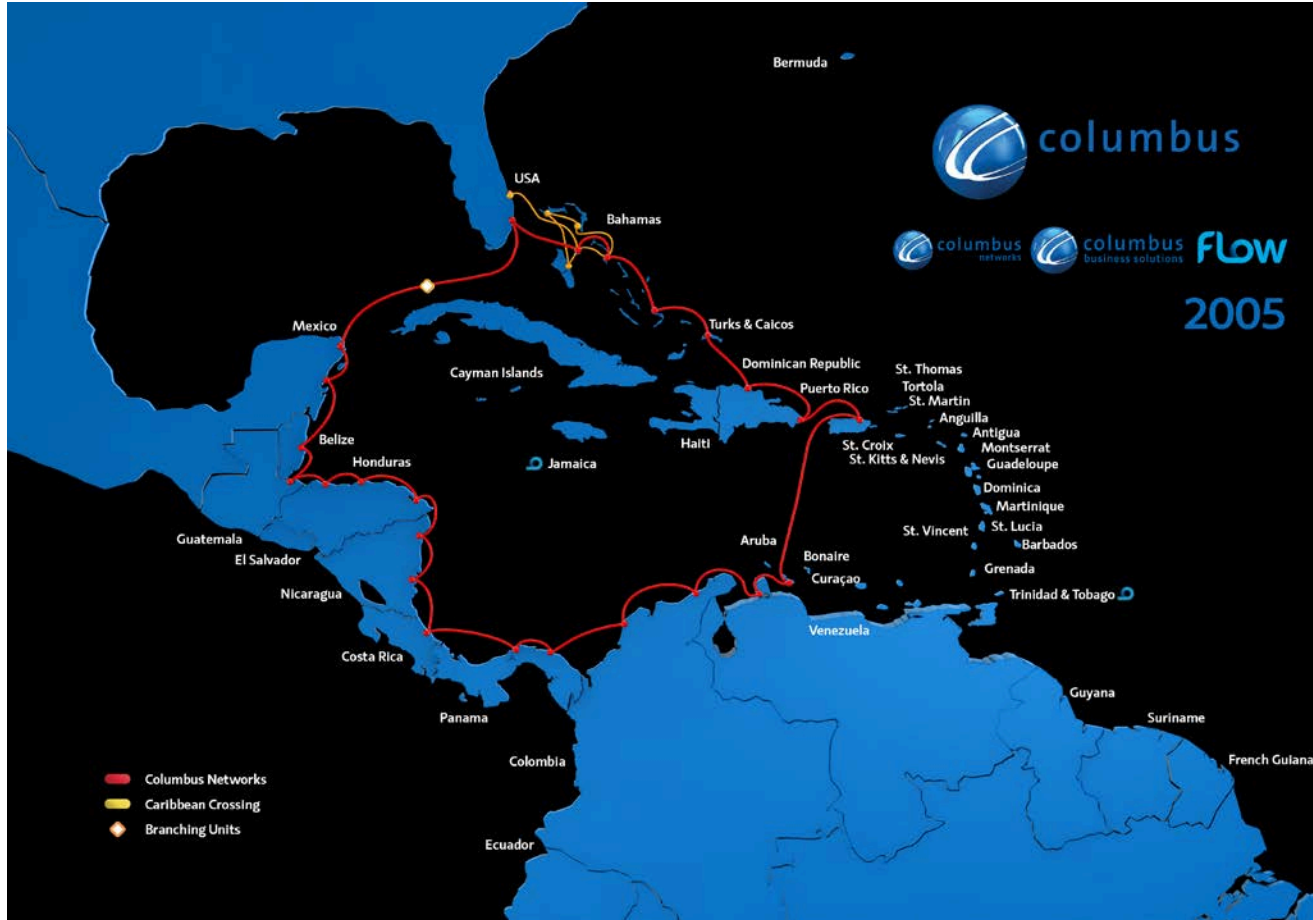 Bermuda
columbus
USA
Bahamas
columbus
networks
columbus
business solutions
FLOW
2005
Mexico
Turks & Caicos
Dominican Republic
Cayman Islands
St. Thomas
Puerto Rico
Tortola
St. Martin
Anguilla
Antigua
Belize
Haiti
St. Croix
Montserrat
Honduras
Jamaica
St. Kitts & Nevis
Guadeloupe
Dominica
Martinique
Guatemala
St. Vincent
St. Lucia
El Salvador
Aruba
Barbados
Bonaire
Nicaragua
Curaçao
Grenada
Trinidad & Tobago
Venezuela
Costa Rica
Guyana
Panama
Suriname
Colombia
French Guiana
Columbus Networks
Caribbean Crossing
Branching Units
Ecuador